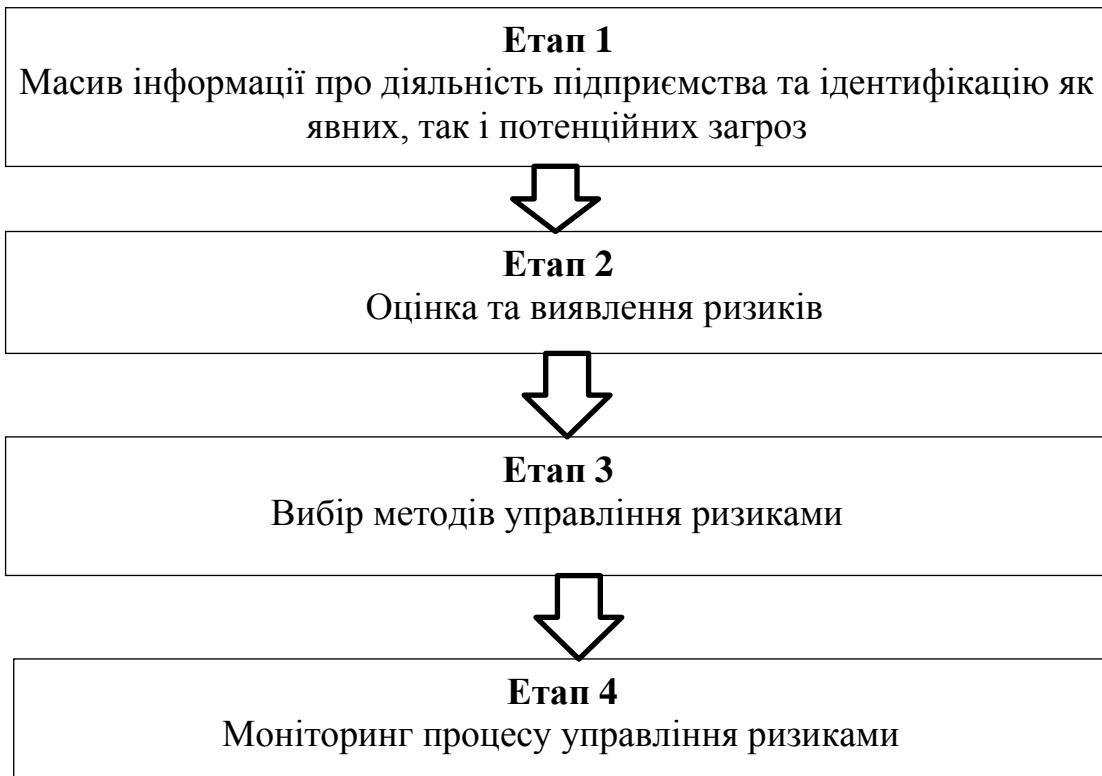 Етап 1
Масив інформації про діяльність підприємства та ідентифікацію як
явних, так і потенційних загроз
Етап 2
Оцінка та виявлення ризиків
Етап 3
Вибір методів управління ризиками
Етап 4
Моніторинг процесу управління ризиками